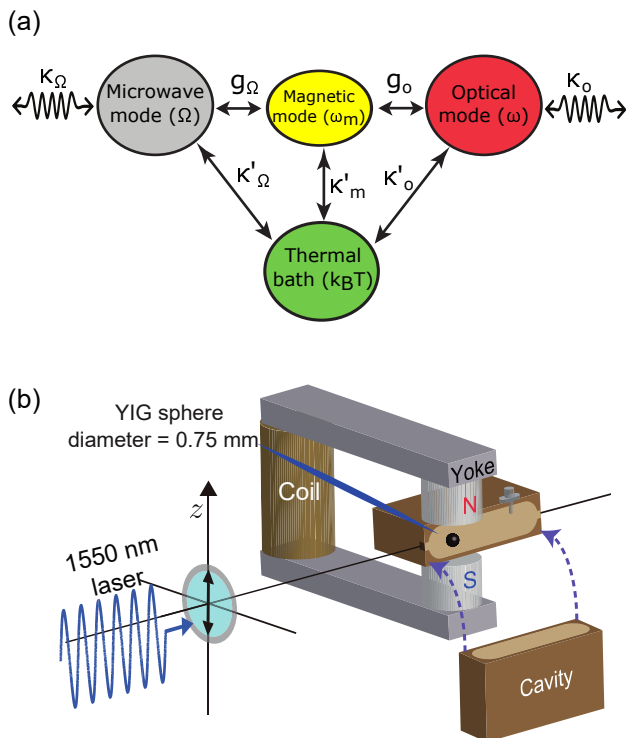 (a)
κΩ
Microwave
mode (Ω)
gΩ
Magnetic
mode (ωm)
go
Optical
mode (ω)
κo
κ'Ω
κ'm
κ'o
Thermal
bath (kBT)
(b)
YIG sphere
diameter = 0.75 mm
Coil
Yoke
N
S
z
1550 nm
laser
Cavity